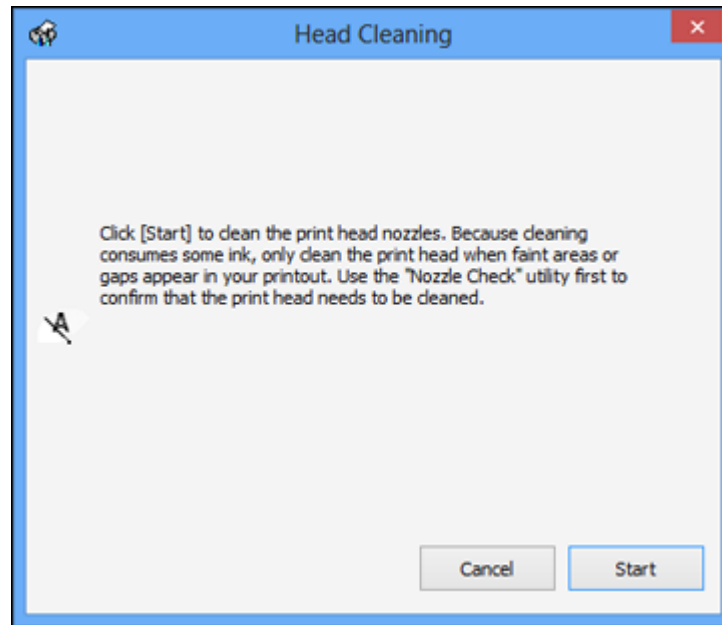 Head Cleaning
Click [Start] to clean the print head nozzles. Because cleaning
consumes some ink, only clean the print head when faint areas or
gaps appear in your printout. Use the "Nozzle Check" utility first to
confirm that the print head needs to be cleaned.
A
Cancel
Start